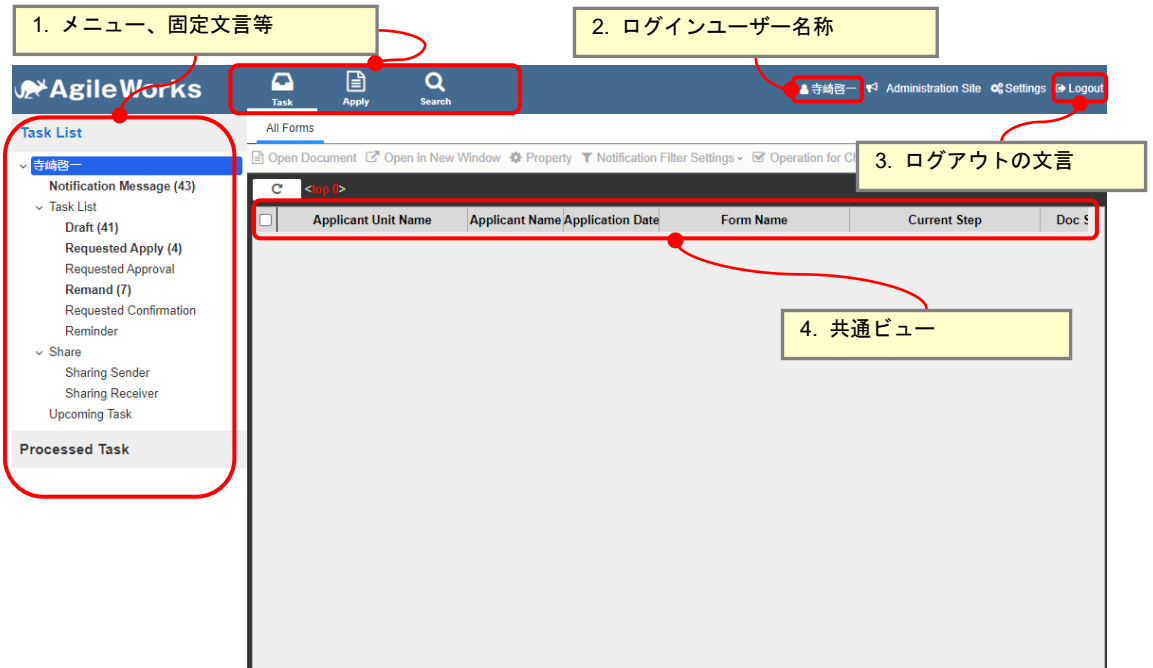 1. メニュー、固定文言等
2. ログインユーザー名称
AgileWorks
Task
Apply
Search
寺崎啓一
Administration Site
Settings
Logout
Task List
All Forms
Open Document Open in New Window Property Notification Filter Settings Operation for Ch
3. ログアウトの文言
寺崎啓一
Notification Message (43)
Task List
Draft (41)
Requested Apply (4)
Requested Approval
Remand (7)
Requested Confirmation
Reminder
Share
Sharing Sender
Sharing Receiver
Upcoming Task
Processed Task
<top 0>
Applicant Unit Name Applicant Name Application Date Form Name Current Step Doc S
4. 共通ビュー